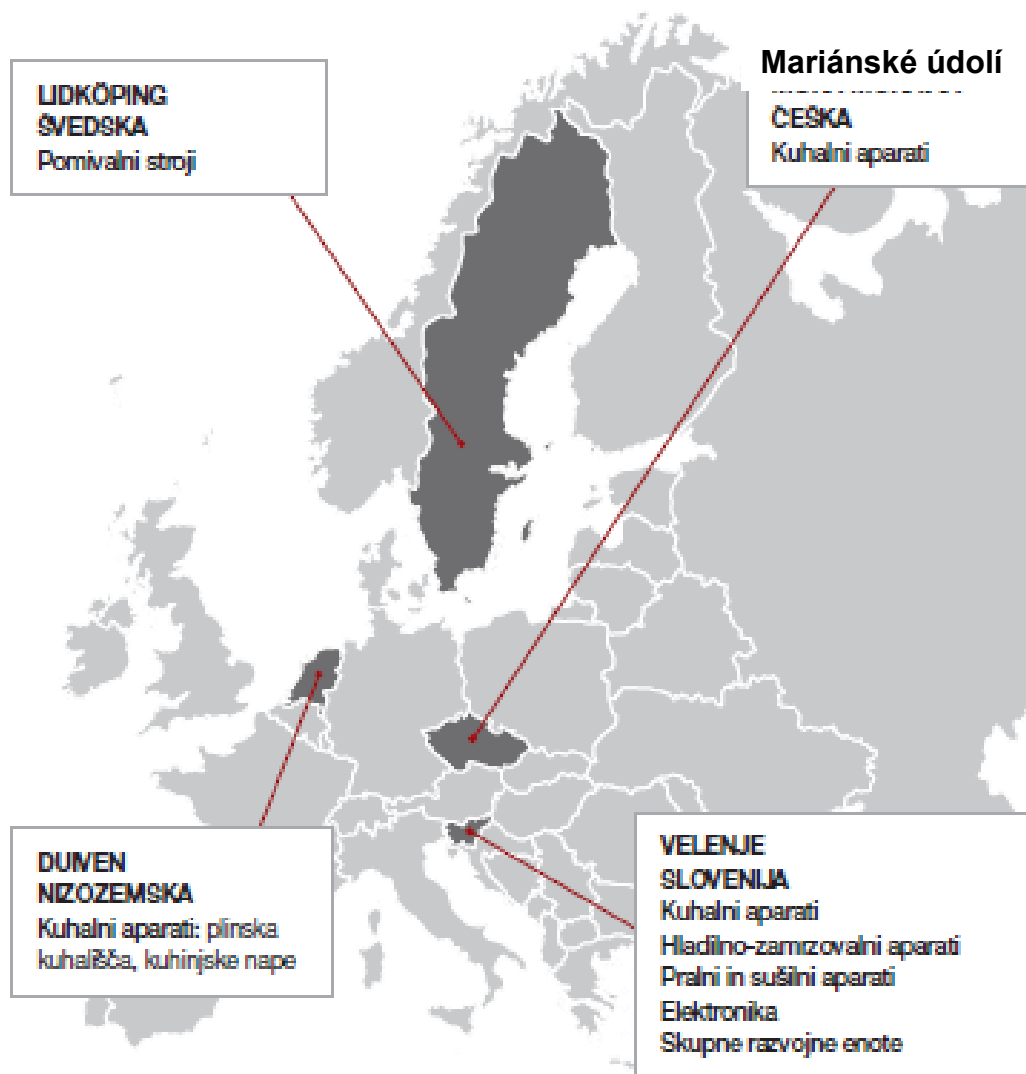 LIDKÖPING
ŠVEDSKA
Pomivalni stroji
Mariánské údolí
ČEŠKA
Kuhalni aparati
DUIVEN
NIZOZEMSKA
Kuhalni aparati: plinska
kuhališča, kuhinjske nape
VELENJE
SLOVENIJA
Kuhalni aparati
Hladilno-zamrzovalni aparati
Pralni in sušilni aparati
Elektronika
Skupne razvojne enote